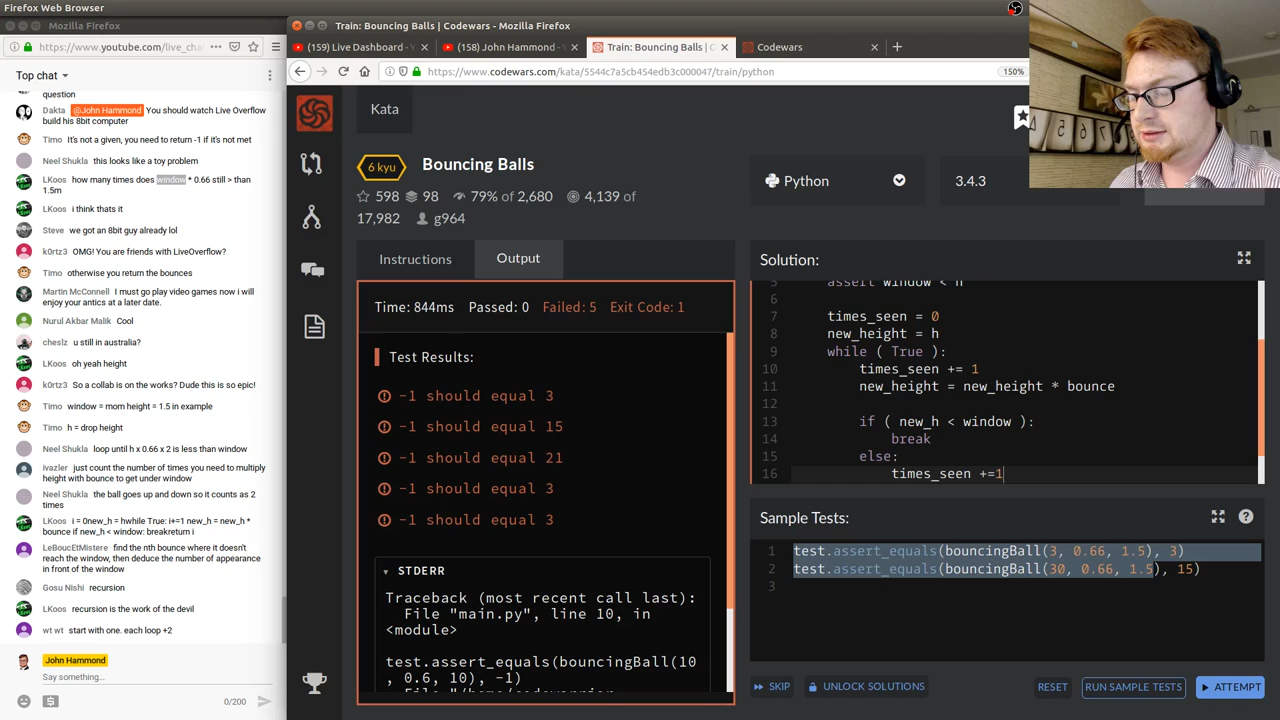 Firefox Web Browser
Mozilla Firefox
Train: Bouncing Balls | Codewars - Mozilla Firefox
https://www.youtube.com/live_cha
(159) Live Dashboard - Y
(158) John Hammond -
Train: Bouncing Balls | C
Codewars
https://www.codewars.com/kata/5544c7a5cb454edb3c000047/train/python
150%
Top chat
question
Dakta @John Hammond You should watch Live Overflow
build his 8bit computer
Timo It's not a given, you need to return -1 if it's not met
Neel Shukla this looks like a toy problem
LKoos how many times does window * 0.66 still > than
1.5m
LKoos i think thats it
Steve we got an 8bit guy already lol
k0rtz3 OMG! You are friends with LiveOverflow?
Timo otherwise you return the bounces
Martin McConnell I must go play video games now i will
enjoy your antics at a later date.
Nurul Akbar Malik Cool
cheslz u still in australia?
LKoos oh yeah height
k0rtz3 So a collab is on the works? Dude this is so epic!
Timo window = mom height = 1.5 in example
Timo h = drop height
Neel Shukla loop until h x 0.66 x 2 is less than window
ivazler just count the number of times you need to multiply
height with bounce to get under window
Neel Shukla the ball goes up and down so it counts as 2
times
LKoos i = 0new_h = hwhile True: i+=1 new_h = new_h *
bounce if new_h < window: breakreturn i
LeBoucEtMistere find the nth bounce where it doesn't
reach the window, then deduce the number of appearance
in front of the window
Gosu Nishi recursion
LKoos recursion is the work of the devil
wt wt start with one. each loop +2
John Hammond
Say something...
0/200
Kata
6 kyu
Bouncing Balls
598 98 79% of 2,680 4,139 of
17,982 g964
Python
3.4.3
Instructions
Output
Time: 844ms Passed: 0 Failed: 5 Exit Code: 1
Test Results:
-1 should equal 3
-1 should equal 15
-1 should equal 21
-1 should equal 3
-1 should equal 3
STDERR
Traceback (most recent call last):
File "main.py", line 10, in
<module>
test.assert_equals(bouncingBall(10
, 0.6, 10), -1)
Solution:
5 assert window < h
6
7 times_seen = 0
8 new_height = h
9 while ( True ):
10 times_seen += 1
11 new_height = new_height * bounce
12
13 if ( new_h < window ):
14 break
15 else:
16 times_seen +=1
Sample Tests:
1 test.assert_equals(bouncingBall(3, 0.66, 1.5), 3)
2 test.assert_equals(bouncingBall(30, 0.66, 1.5), 15)
3
SKIP
UNLOCK SOLUTIONS
RESET
RUN SAMPLE TESTS
ATTEMPT